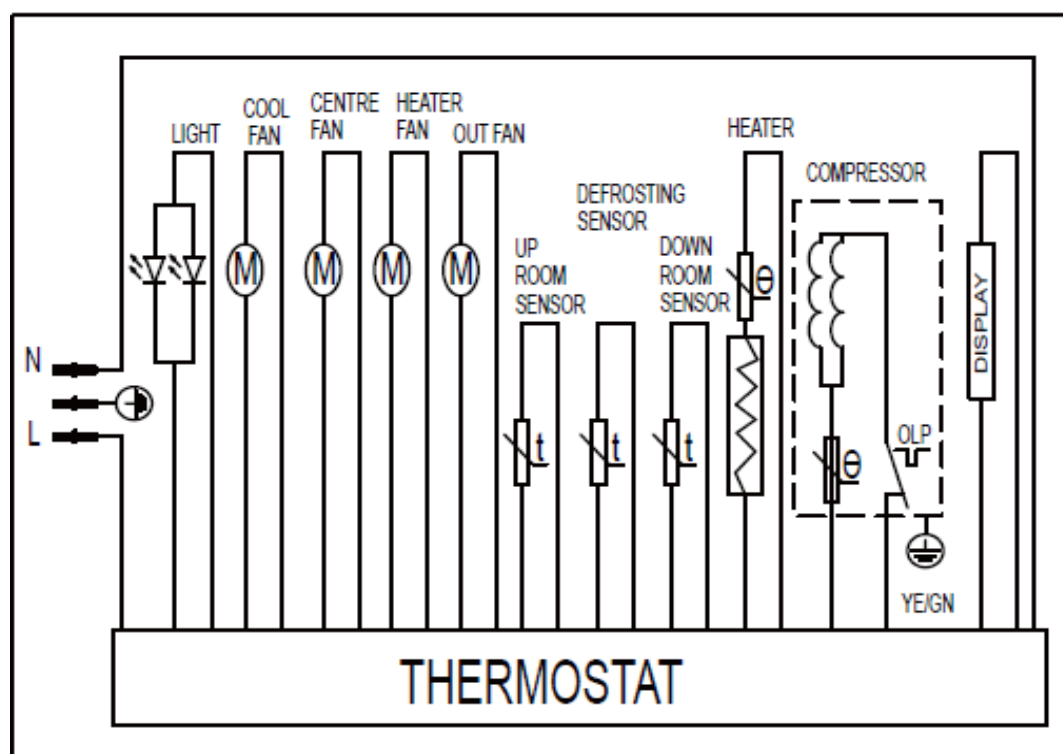 LIGHT
COOL
FAN
CENTRE
FAN
HEATER
FAN
OUT FAN
UP
ROOM
SENSOR
DEFROSTING
SENSOR
DOWN
ROOM
SENSOR
HEATER
COMPRESSOR
M
M
M
M
θ
DISPLAY
N
L
t
t
t
θ
OLP
YE/GN
THERMOSTAT